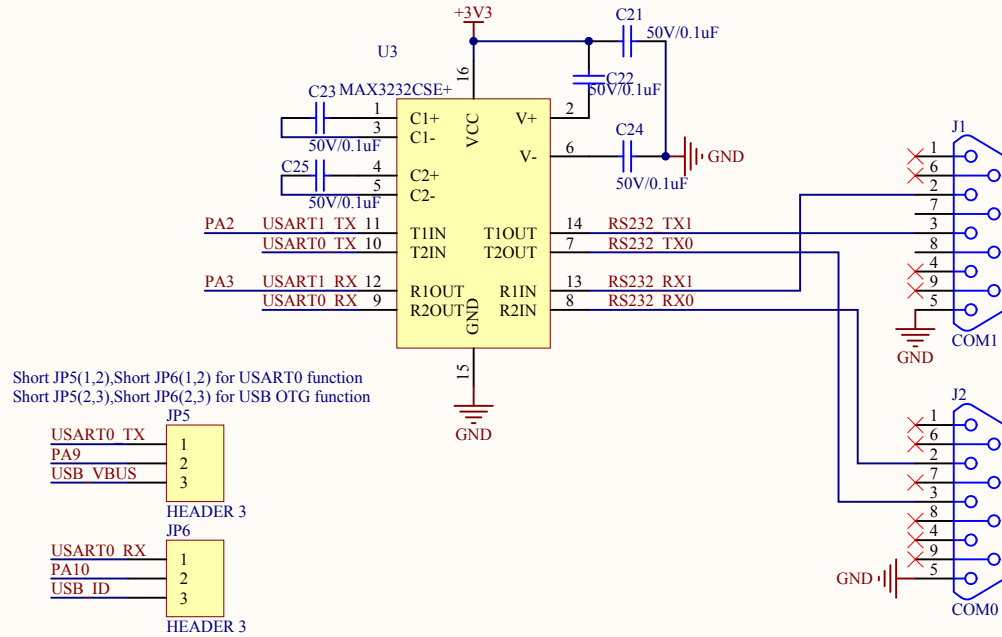 +3V3
C21
50V/0.1uF
U3
16
C22
50V/0.1uF
MAX3232CSE+
C23
50V/0.1uF
1 C1+
3 C1-
VCC
V+ 2
V- 6
C24
50V/0.1uF
GND
C25
50V/0.1uF
4 C2+
5 C2-
PA2 USART1_TX 11 T1IN
USART0_TX 10 T2IN
T1OUT 14 RS232_TX1
T2OUT 7 RS232_TX0
PA3 USART1_RX 12 R1OUT
USART0_RX 9 R2OUT
GND
R1IN 13 RS232_RX1
R2IN 8 RS232_RX0
15
GND
J1
1
6
2
7
3
8
4
9
5
GND
COM1
Short JP5(1,2),Short JP6(1,2) for USART0 function
Short JP5(2,3),Short JP6(2,3) for USB OTG function
JP5
USART0_TX 1
PA9 2
USB_VBUS 3
HEADER 3
JP6
USART0_RX 1
PA10 2
USB_ID 3
HEADER 3
J2
1
6
2
7
3
8
4
9
GND 5
COM0